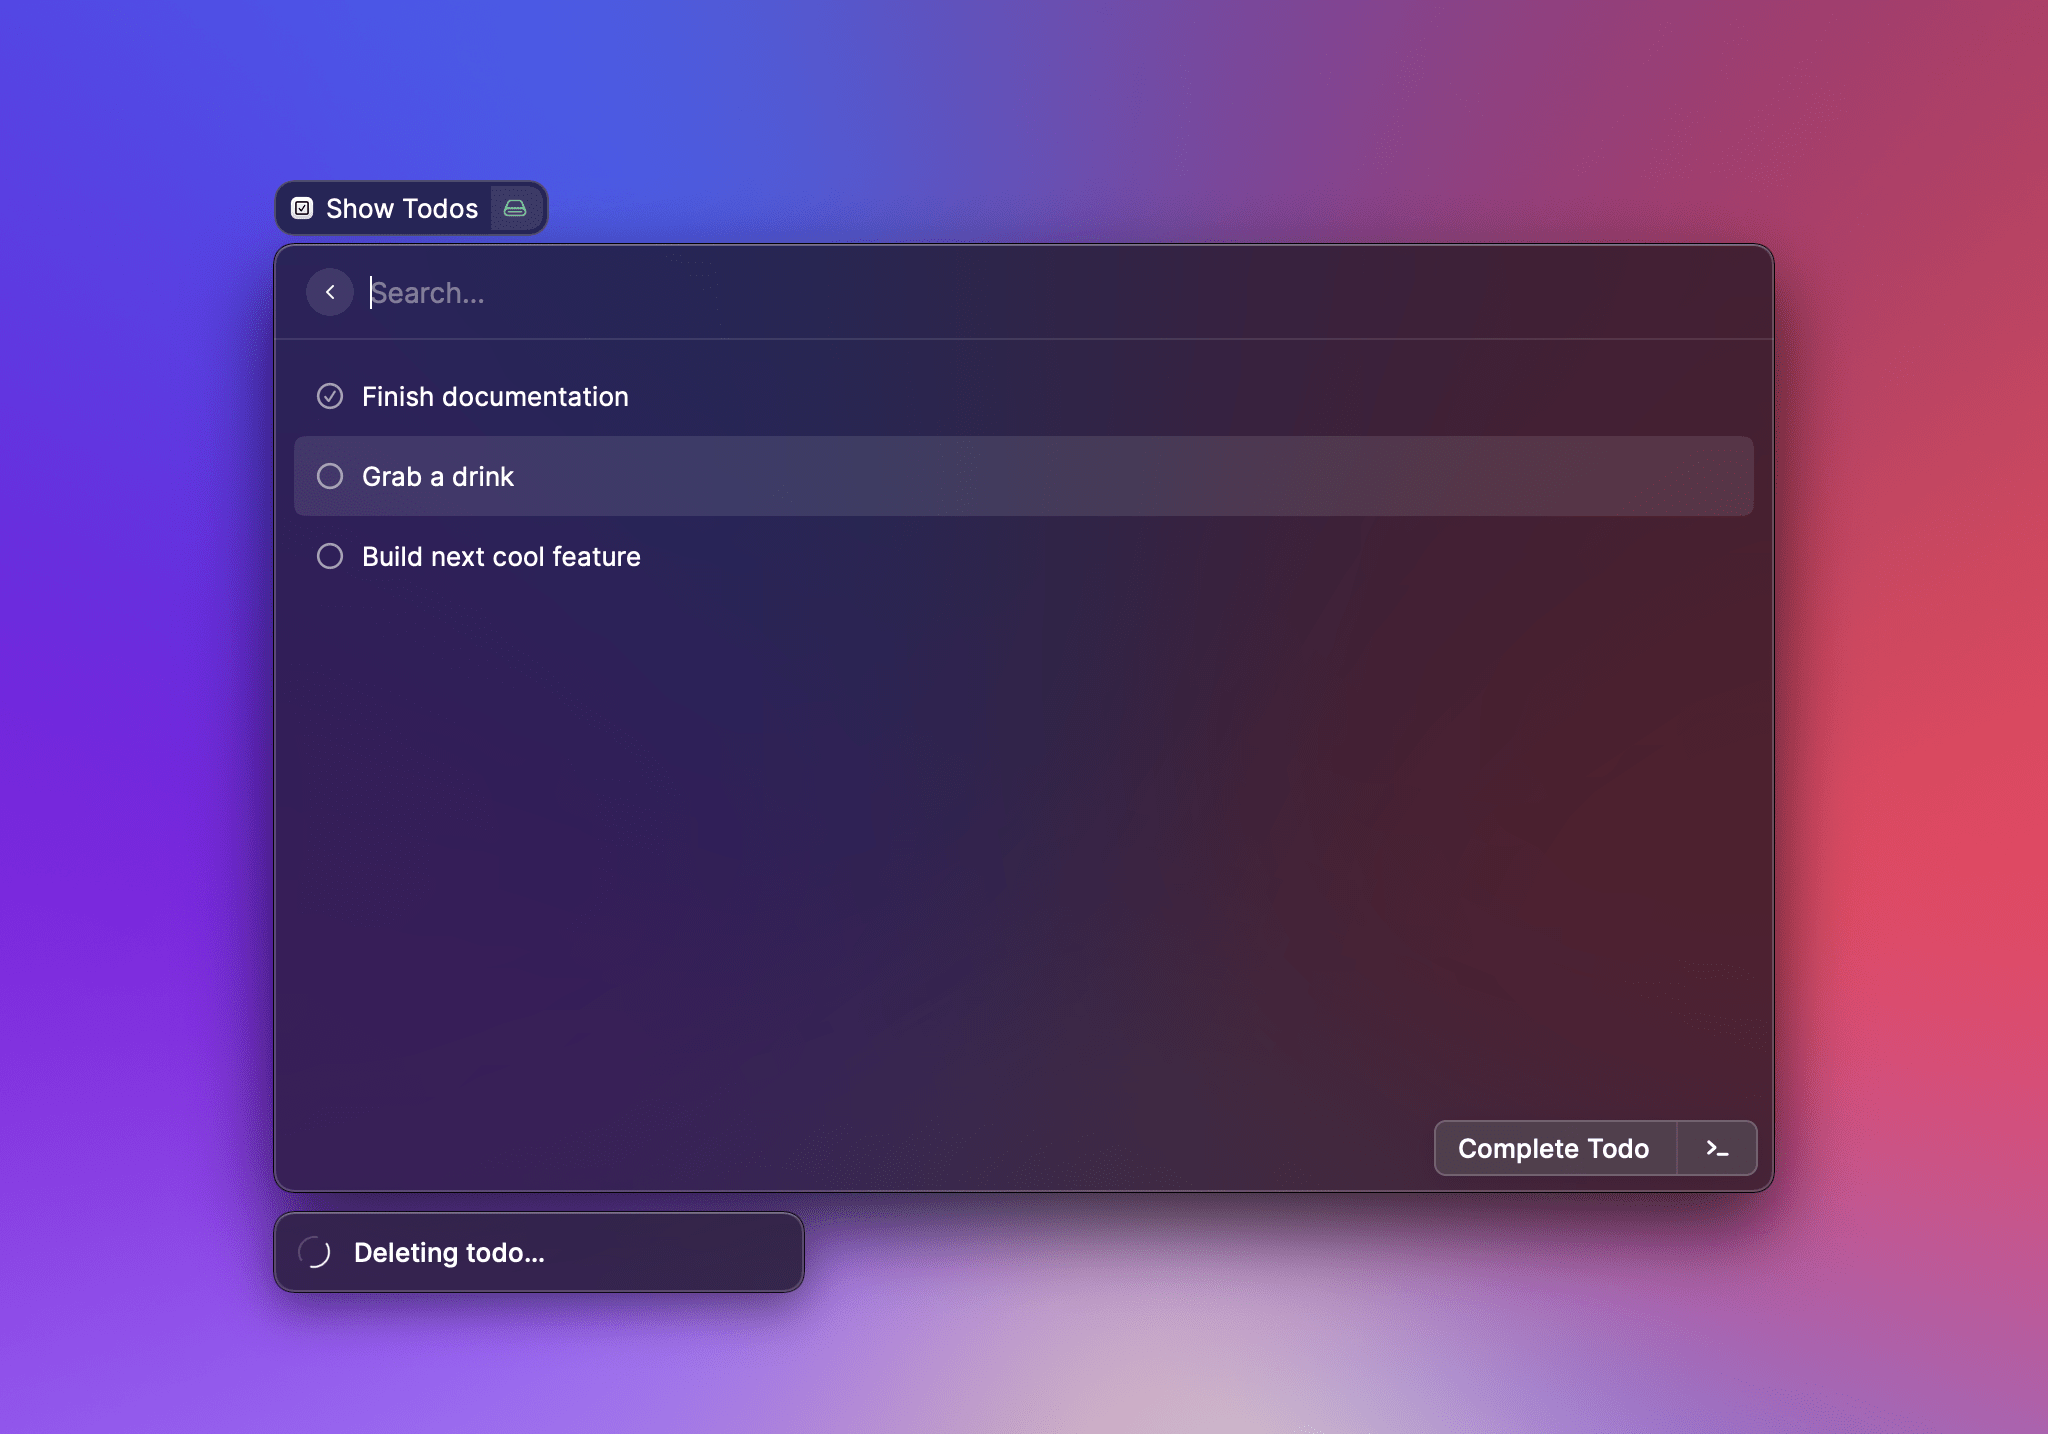 Show Todos
Search...
Finish documentation
Grab a drink
Build next cool feature
Complete Todo
Deleting todo...